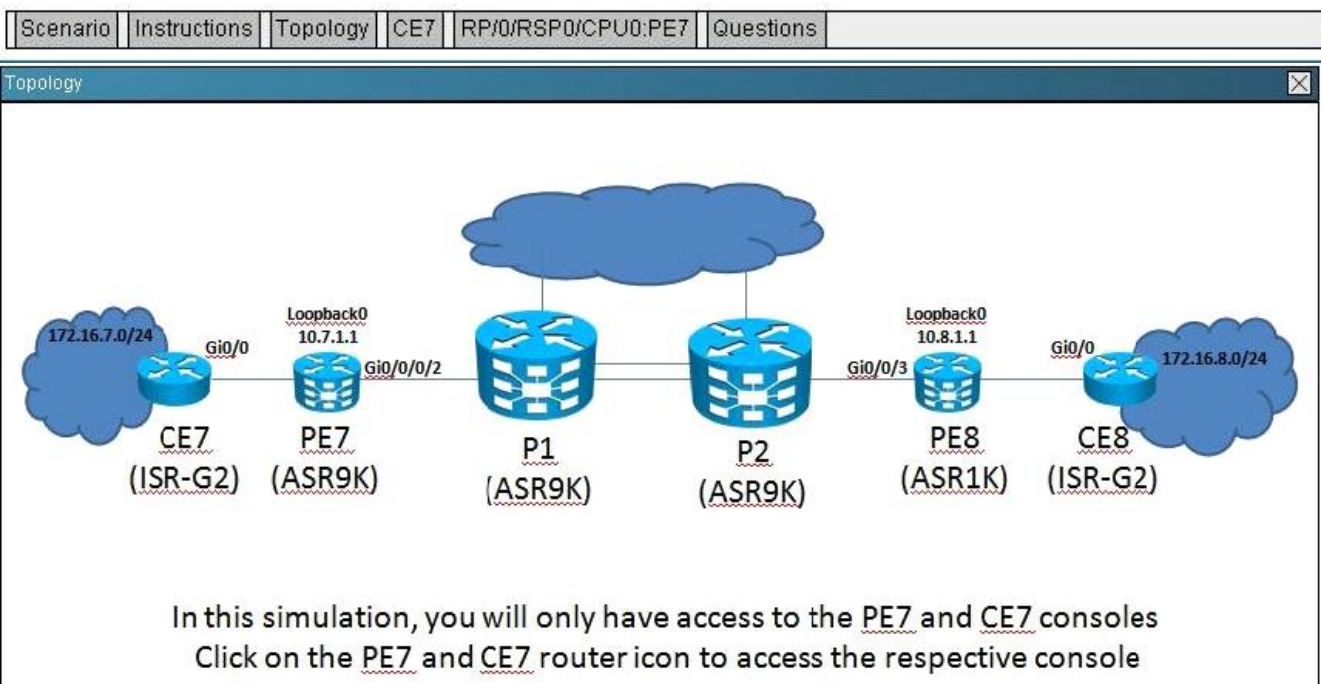 Scenario Instructions Topology CE7 RP/0/RSP0/CPU0:PE7 Questions
Topology
172.16.7.0/24
Gi0/0
Loopback0
10.7.1.1
Gi0/0/0/2
Gi0/0/3
Loopback0
10.8.1.1
Gi0/0
172.16.8.0/24
CE7
(ISR-G2)
PE7
(ASR9K)
P1
(ASR9K)
P2
(ASR9K)
PE8
(ASR1K)
CE8
(ISR-G2)
In this simulation, you will only have access to the PE7 and CE7 consoles
Click on the PE7 and CE7 router icon to access the respective console